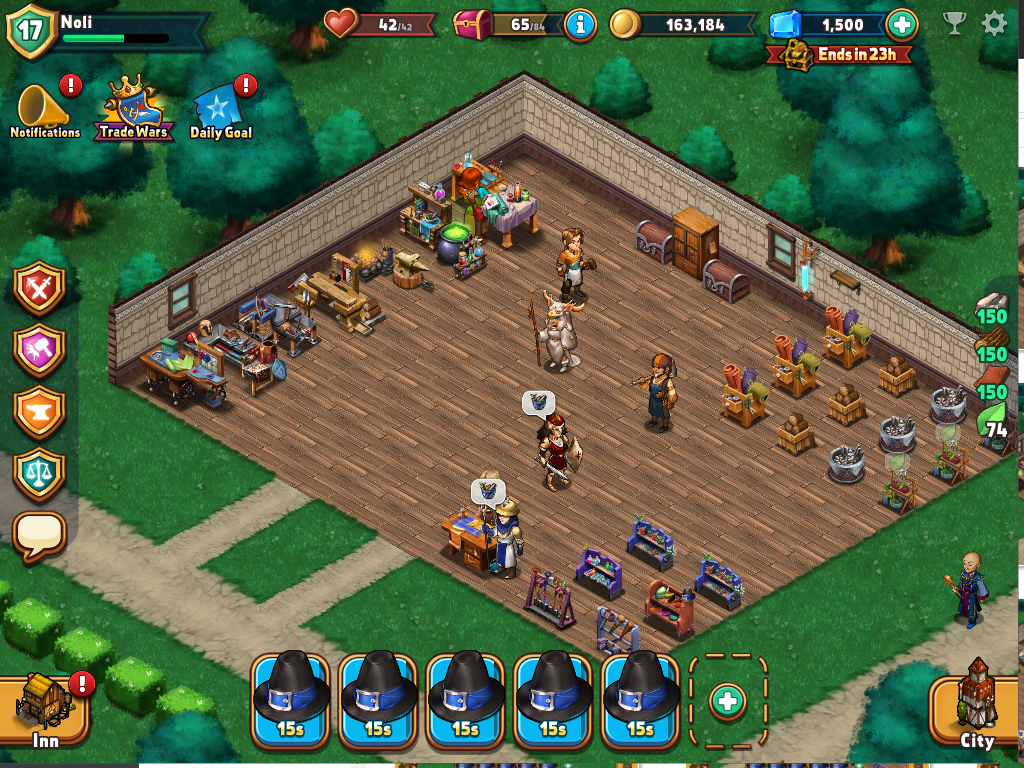 17
Noli
42/42
65/84
i
163,184
1,500
Ends in 23h
!
Notifications
Trade Wars
!
Daily Goal
150
150
150
74
!
Inn
15s
15s
15s
15s
15s
City